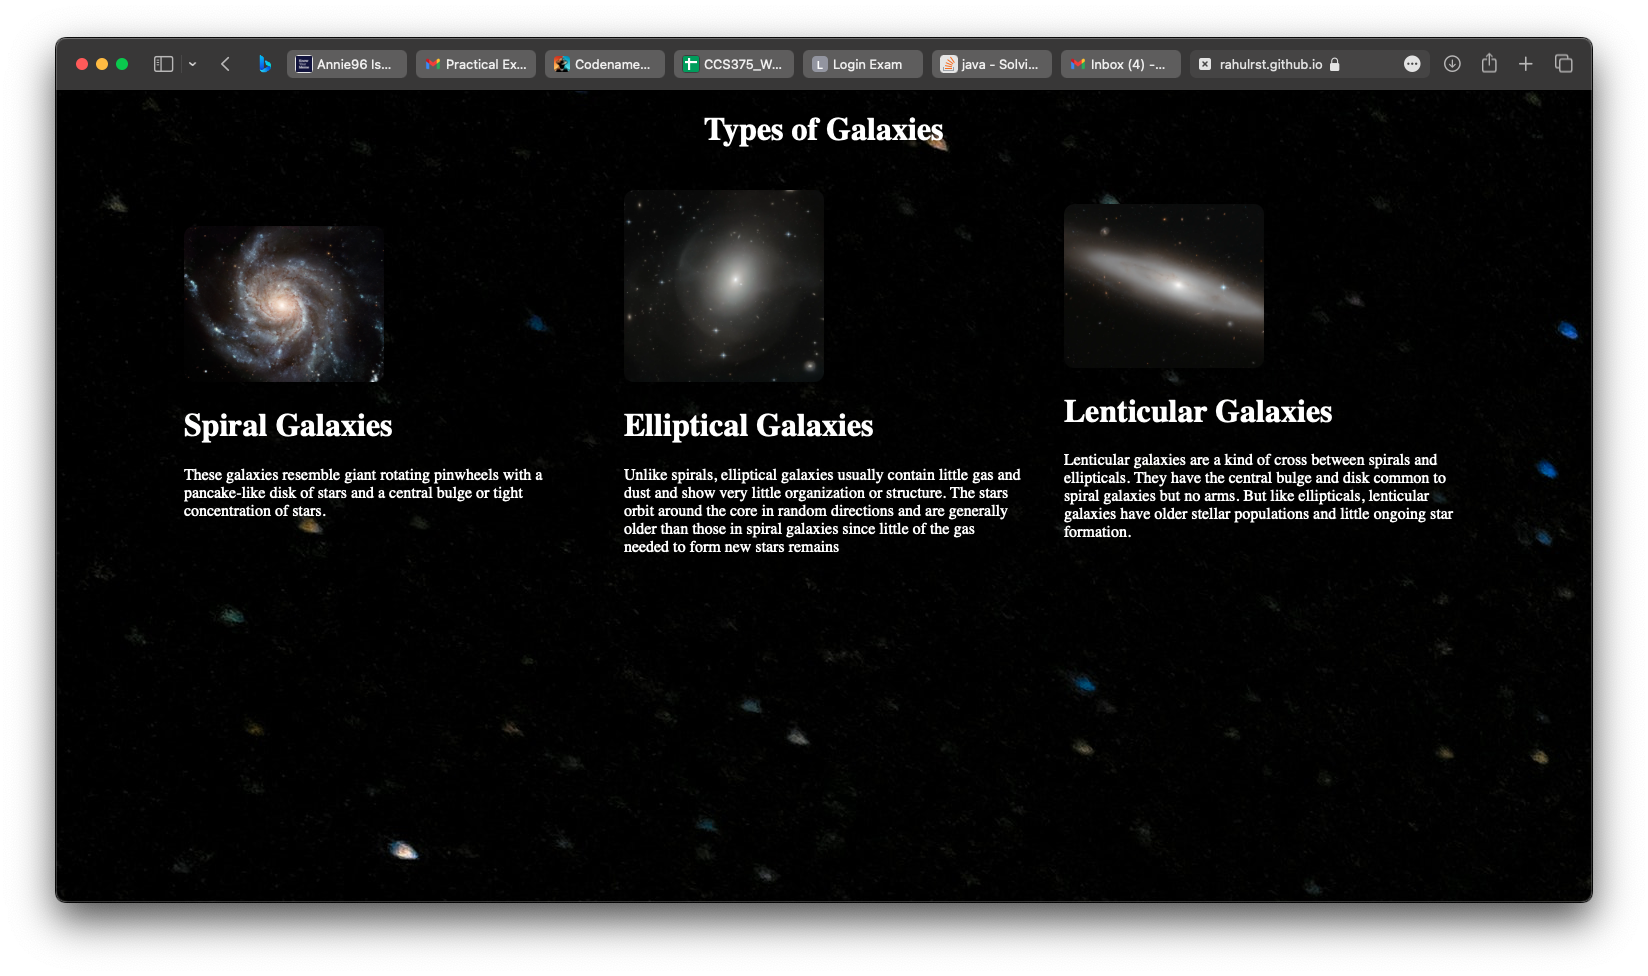 Annie96 Is...
Practical Ex...
Codename...
CCS375_W...
L Login Exam
java - Solvi...
Inbox (4) -...
rahulrst.github.io
Types of Galaxies
Spiral Galaxies
These galaxies resemble giant rotating pinwheels with a
pancake-like disk of stars and a central bulge or tight
concentration of stars.
Elliptical Galaxies
Unlike spirals, elliptical galaxies usually contain little gas and
dust and show very little organization or structure. The stars
orbit around the core in random directions and are generally
older than those in spiral galaxies since little of the gas
needed to form new stars remains
Lenticular Galaxies
Lenticular galaxies are a kind of cross between spirals and
ellipticals. They have the central bulge and disk common to
spiral galaxies but no arms. But like ellipticals, lenticular
galaxies have older stellar populations and little ongoing star
formation.